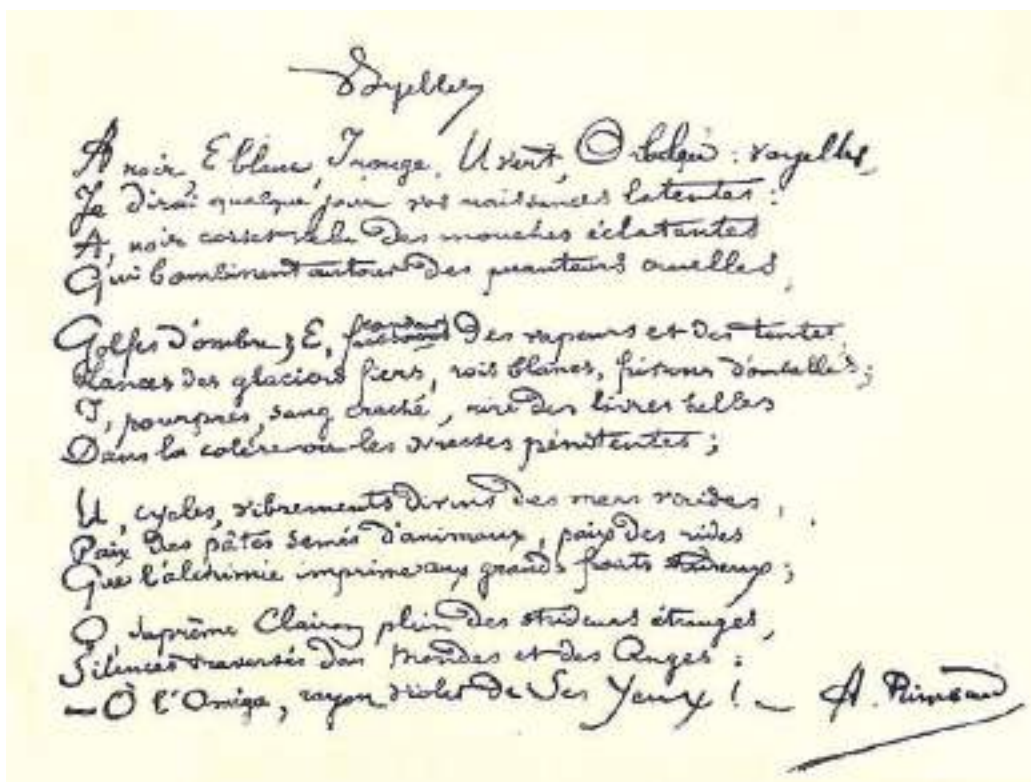 Voyelles
A noir, E blanc, I rouge, U vert, O bleu : voyelles,
Je dirai quelque jour vos naissances latentes :
A, noir corset velu des mouches éclatantes
Qui bombinent autour des puanteurs cruelles,
Golfes d'ombre ; E, candeurs des vapeurs et des tentes,
Lances des glaciers fiers, rois blancs, frissons d'ombelles ;
I, pourpres, sang craché, rire des lèvres belles
Dans la colère ou les ivresses pénitentes ;
U, cycles, vibrements divins des mers virides,
Paix des pâtis semés d'animaux, paix des rides
Que l'alchimie imprime aux grands fronts studieux ;
O, Suprême Clairon plein des strideurs étranges,
Silences traversés des Mondes et des Anges :
— O l'Oméga, rayon violet de Ses Yeux ! —
A. Rimbaud